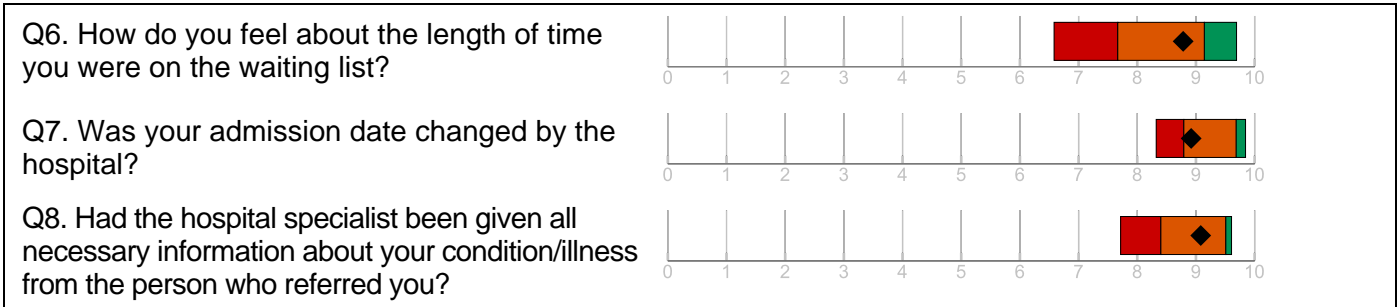 Q6. How do you feel about the length of time
you were on the waiting list?
0 1 2 3 4 5 6 7 8 9 10
Q7. Was your admission date changed by the
hospital?
0 1 2 3 4 5 6 7 8 9 10
Q8. Had the hospital specialist been given all
necessary information about your condition/illness
from the person who referred you?
0 1 2 3 4 5 6 7 8 9 10